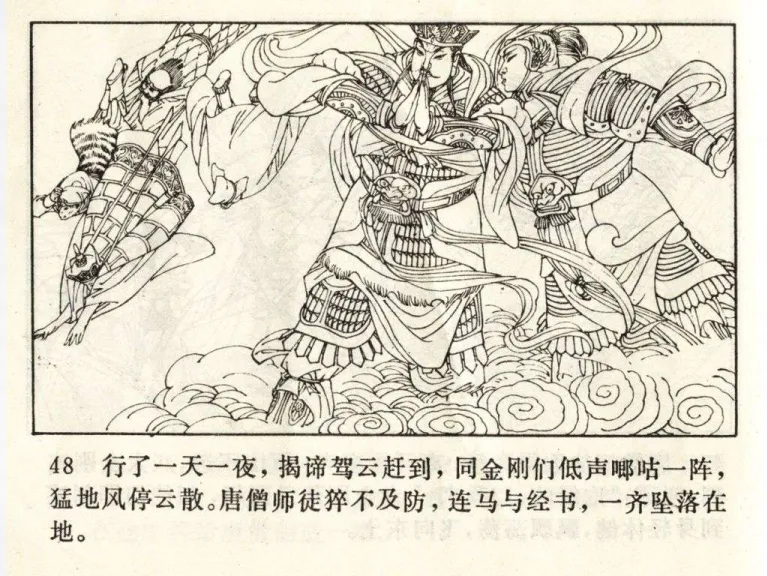 48 行了一天一夜，揭谛驾云赶到，同金刚们低声啷咕一阵，
猛地风停云散。唐僧师徒猝不及防，连马与经书，一齐坠落在
地。